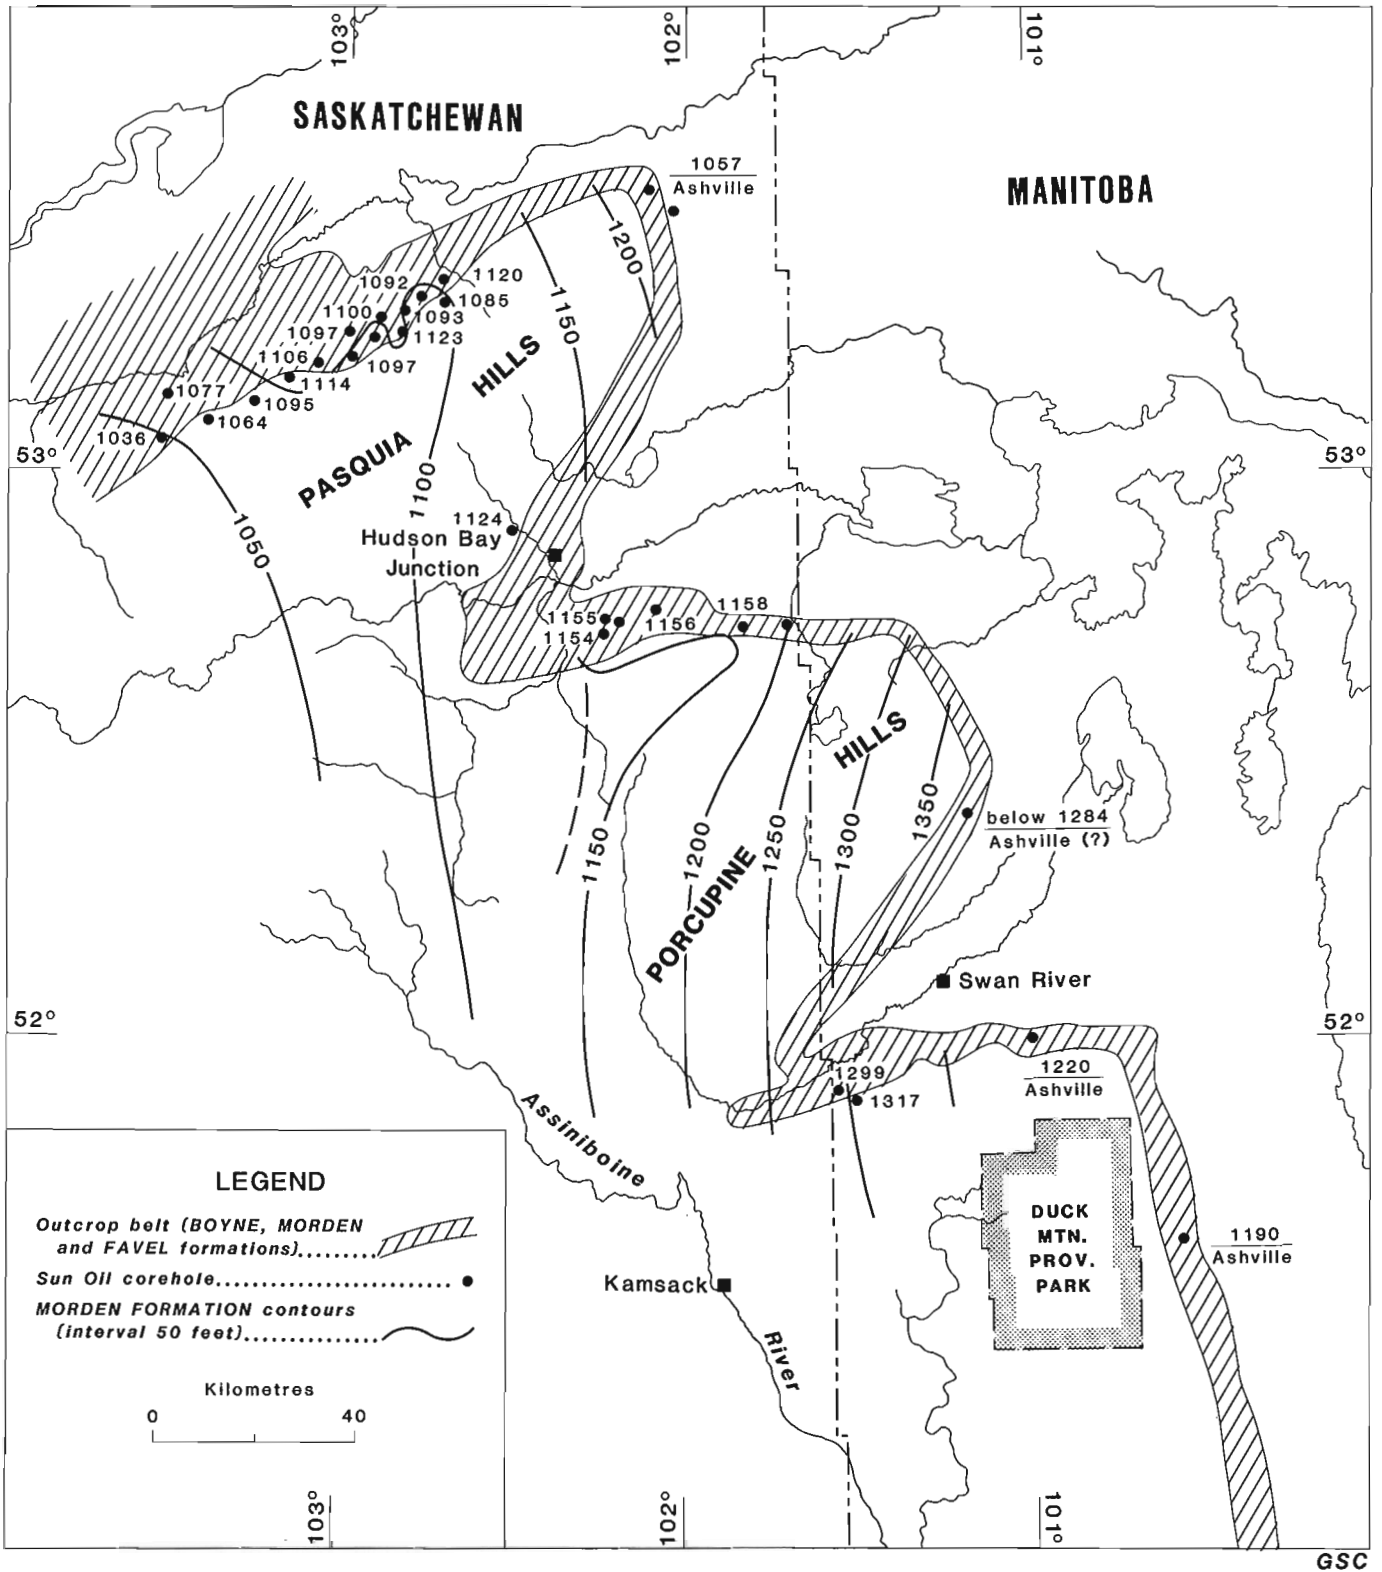 103°
102°
101°
SASKATCHEWAN
MANITOBA
1057
Ashville
1200
1120
1092
1085
1100
1093
1150
1097
1123
HILLS
1106
1097
1114
1077
1095
1064
1036
PASQUIA
53°
53°
1100
1050
1124
Hudson Bay
Junction
1158
1155
1156
1154
HILLS
1350
below 1284
Ashville (?)
1300
1250
1200
1150
PORCUPINE
Swan River
52°
52°
1299
1317
1220
Ashville
Assiniboine
LEGEND
Outcrop belt (BOYNE, MORDEN
and FAVEL formations)........
Sun Oil corehole............................
MORDEN FORMATION contours
(interval 50 feet)................
Kilometres
0 40
DUCK
MTN.
PROV.
PARK
1190
Ashville
Kamsack
River
103°
102°
101°
GSC